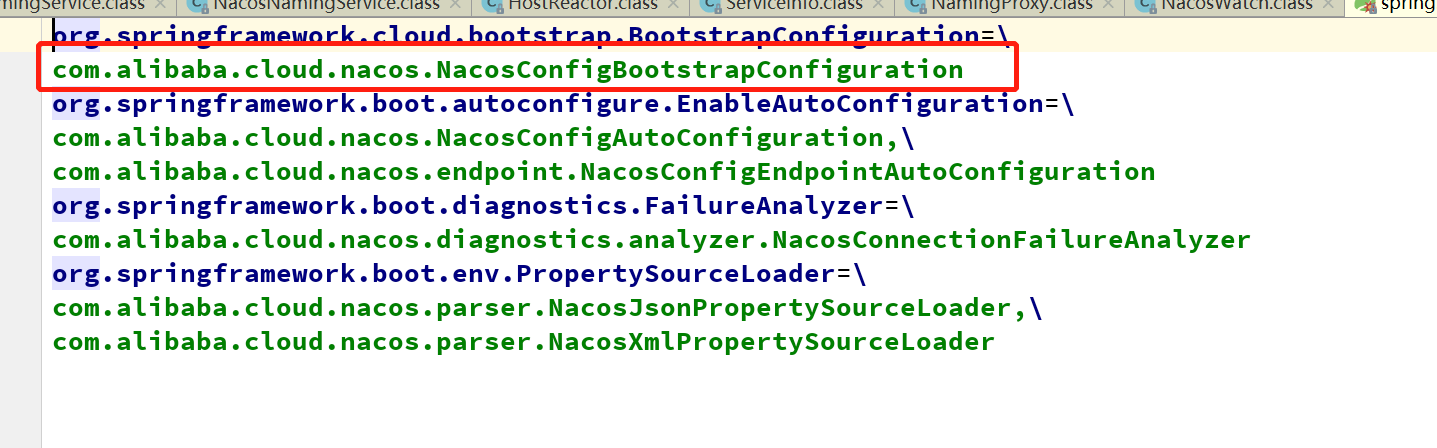 mingService.class NacosNamingService.class HostReactor.class ServiceInfo.class NamingProxy.class NacosWatch.class spring
org.springframework.cloud.bootstrap.BootstrapConfiguration=\
com.alibaba.cloud.nacos.NacosConfigBootstrapConfiguration
org.springframework.boot.autoconfigure.EnableAutoConfiguration=\
com.alibaba.cloud.nacos.NacosConfigAutoConfiguration,\
com.alibaba.cloud.nacos.endpoint.NacosConfigEndpointAutoConfiguration
org.springframework.boot.diagnostics.FailureAnalyzer=\
com.alibaba.cloud.nacos.diagnostics.analyzer.NacosConnectionFailureAnalyzer
org.springframework.boot.env.PropertySourceLoader=\
com.alibaba.cloud.nacos.parser.NacosJsonPropertySourceLoader,\
com.alibaba.cloud.nacos.parser.NacosXmlPropertySourceLoader